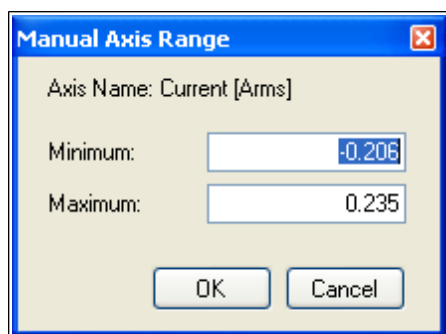 Manual Axis Range
Axis Name: Current [Arms]
Minimum: -0.206
Maximum: 0.235
OK Cancel